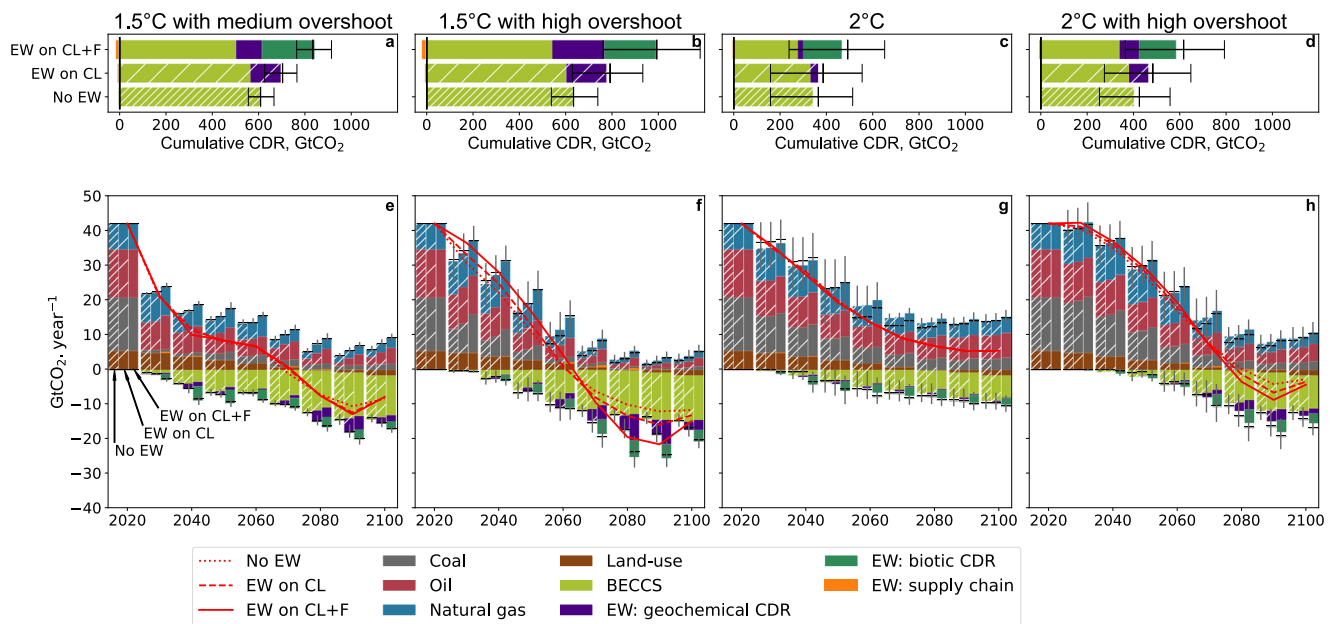 1.5°C with medium overshoot
1.5°C with high overshoot
2°C
2°C with high overshoot
EW on CL+F
EW on CL
No EW
a
b
c
d
0 200 400 600 800 1000
0 200 400 600 800 1000
0 200 400 600 800 1000
0 200 400 600 800 1000
Cumulative CDR, GtCO₂
Cumulative CDR, GtCO₂
Cumulative CDR, GtCO₂
Cumulative CDR, GtCO₂
GtCO₂, year⁻¹
50
40
30
20
10
0
−10
−20
−30
−40
e
f
g
h
EW on CL+F
EW on CL
No EW
2020 2040 2060 2080 2100
2020 2040 2060 2080 2100
2020 2040 2060 2080 2100
2020 2040 2060 2080 2100
No EW
EW on CL
EW on CL+F
Coal
Oil
Natural gas
Land-use
BECCS
EW: geochemical CDR
EW: biotic CDR
EW: supply chain